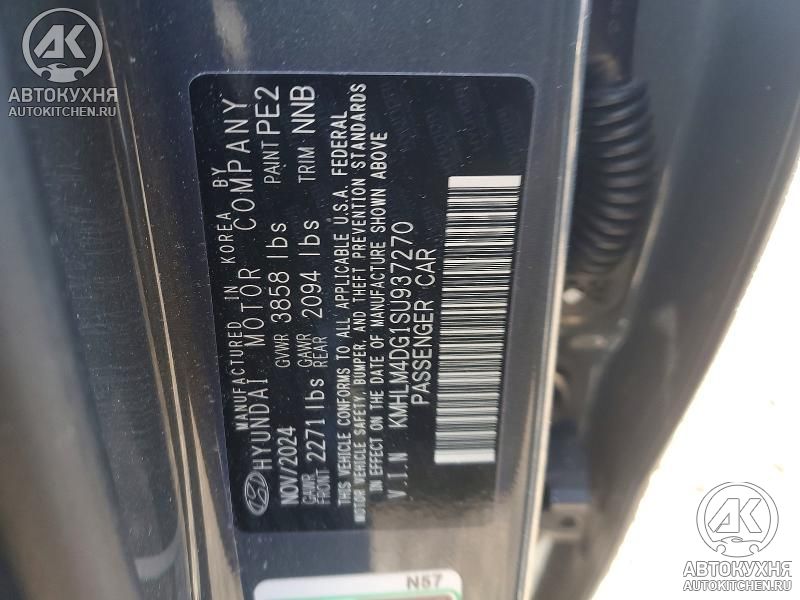 АК
АВТОКУХНЯ
AUTOKITCHEN.RU
MANUFACTURED IN KOREA BY
HYUNDAI MOTOR COMPANY
NOV/2024 GVWR 3858 lbs PAINT PE2
GAWR FRONT 2271 lbs GAWR REAR 2094 lbs TRIM NNB
THIS VEHICLE CONFORMS TO ALL APPLICABLE U.S.A. FEDERAL
MOTOR VEHICLE SAFETY, BUMPER, AND THEFT PREVENTION STANDARDS
IN EFFECT ON THE DATE OF MANUFACTURE SHOWN ABOVE
V.I.N KMHLM4DG1SU937270
PASSENGER CAR
N57
АК
АВТОКУХНЯ
AUTOKITCHEN.RU